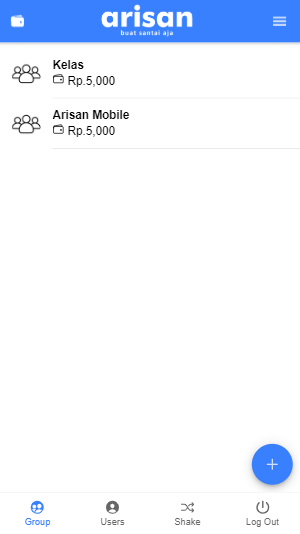 arisan
buat santai aja
Kelas
Rp.5,000
Arisan Mobile
Rp.5,000
Group
Users
Shake
Log Out